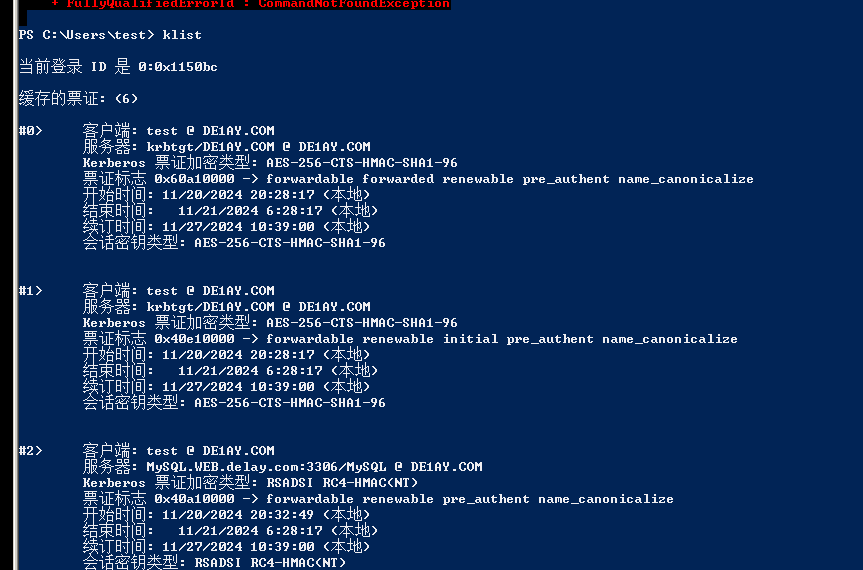 + FullyQualifiedErrorId : CommandNotFoundException
PS C:\Users\test> klist
当前登录 ID 是 0:0x1150bc
缓存的票证: (6)
#0> 客户端: test @ DE1AY.COM
服务器: krbtgt/DE1AY.COM @ DE1AY.COM
Kerberos 票证加密类型: AES-256-CTS-HMAC-SHA1-96
票证标志 0x60a10000 -> forwardable forwarded renewable pre_authent name_canonicalize
开始时间: 11/20/2024 20:28:17 (本地)
结束时间: 11/21/2024 6:28:17 (本地)
续订时间: 11/27/2024 10:39:00 (本地)
会话密钥类型: AES-256-CTS-HMAC-SHA1-96
#1> 客户端: test @ DE1AY.COM
服务器: krbtgt/DE1AY.COM @ DE1AY.COM
Kerberos 票证加密类型: AES-256-CTS-HMAC-SHA1-96
票证标志 0x40e10000 -> forwardable renewable initial pre_authent name_canonicalize
开始时间: 11/20/2024 20:28:17 (本地)
结束时间: 11/21/2024 6:28:17 (本地)
续订时间: 11/27/2024 10:39:00 (本地)
会话密钥类型: AES-256-CTS-HMAC-SHA1-96
#2> 客户端: test @ DE1AY.COM
服务器: MySQL.WEB.delay.com:3306/MySQL @ DE1AY.COM
Kerberos 票证加密类型: RSADSI RC4-HMAC(NT)
票证标志 0x40a10000 -> forwardable renewable pre_authent name_canonicalize
开始时间: 11/20/2024 20:32:49 (本地)
结束时间: 11/21/2024 6:28:17 (本地)
续订时间: 11/27/2024 10:39:00 (本地)
会话密钥类型: RSADSI RC4-HMAC(NT)